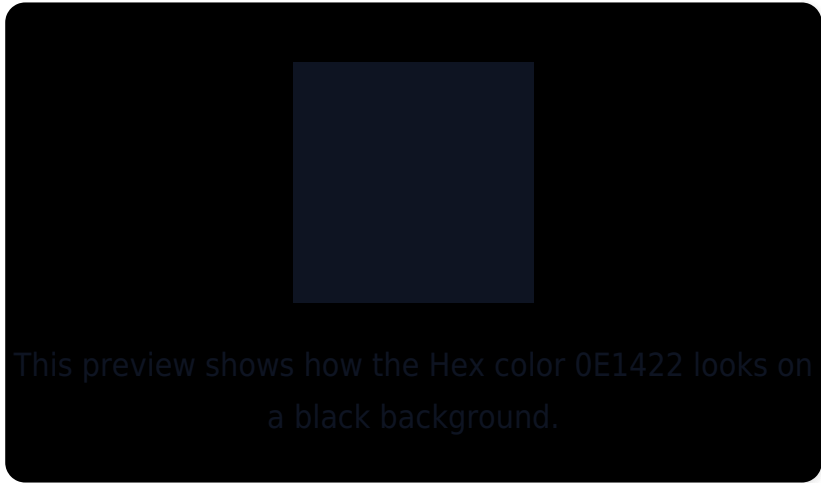 This preview shows how the Hex color 0E1422 looks on
a black background.